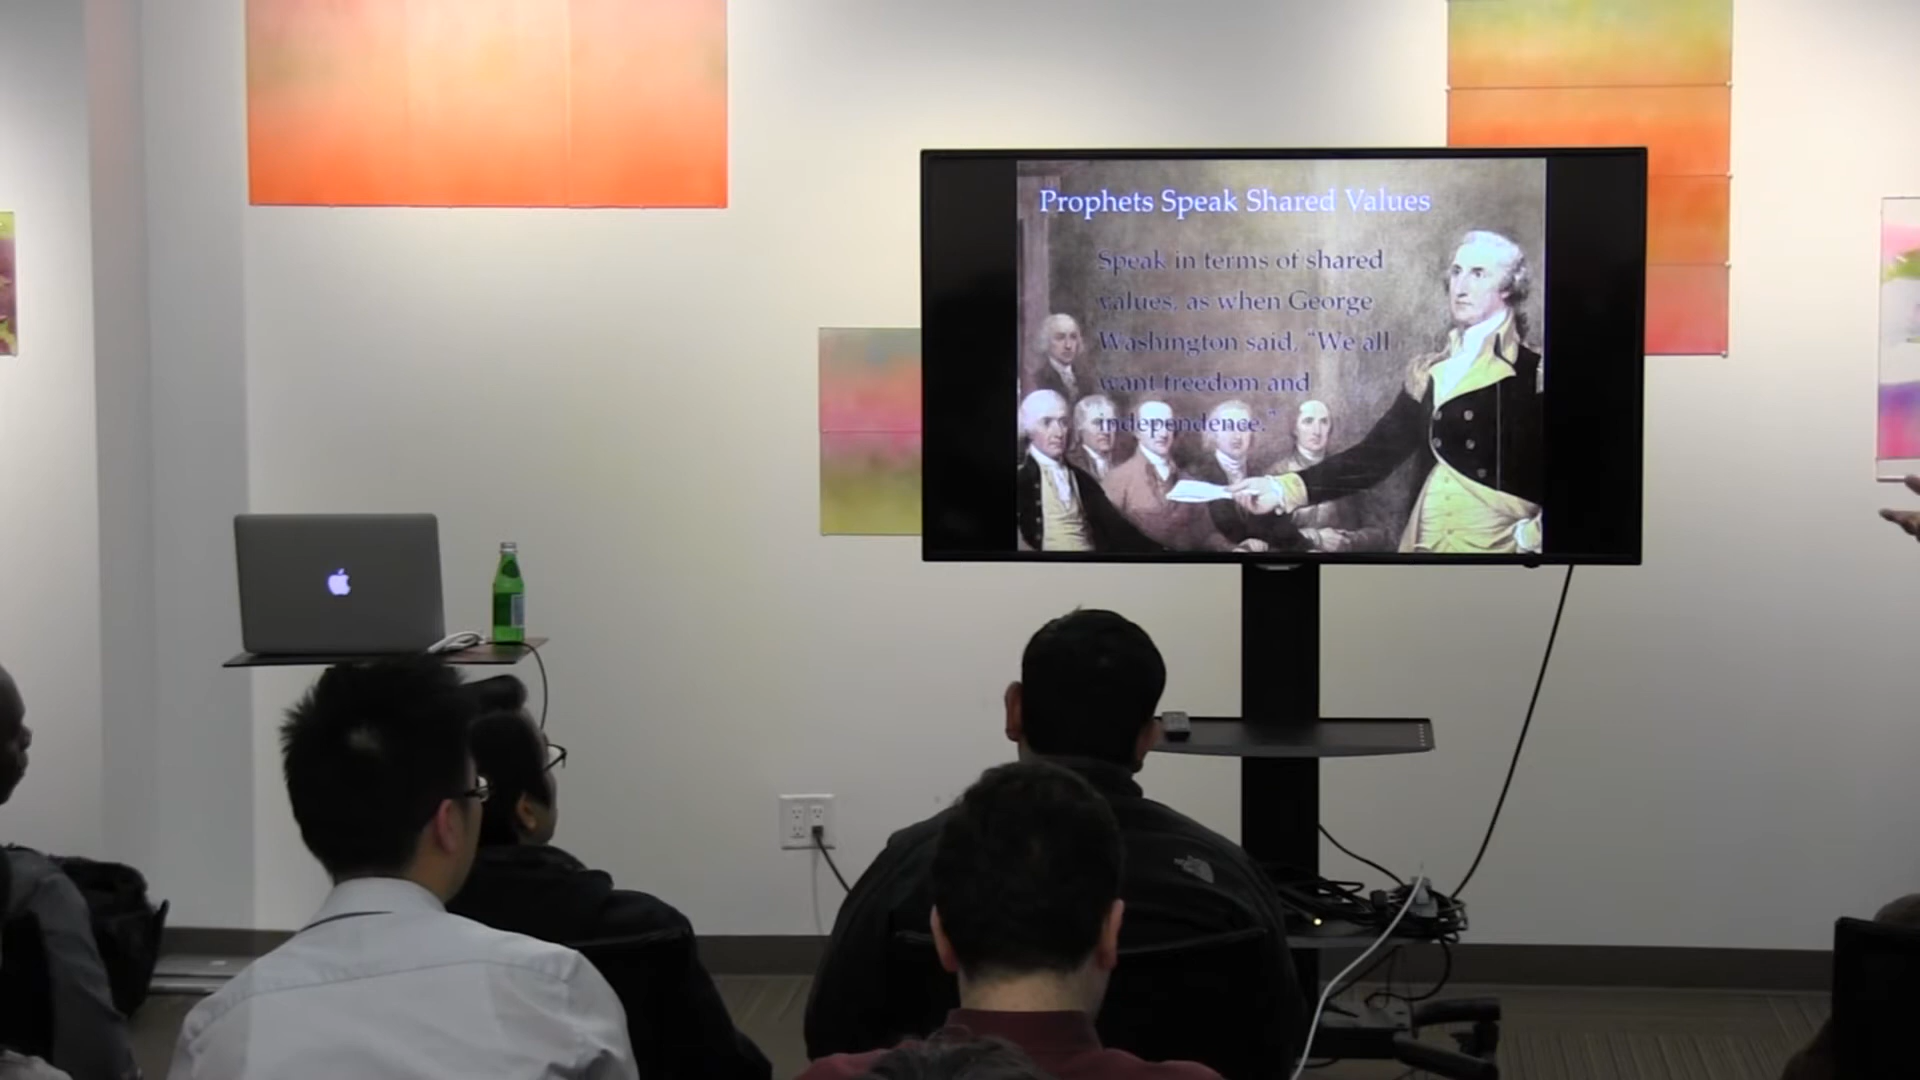 Prophets Speak Shared Values
Speak in terms of shared
values, as when George
Washington said, "We all
want freedom and
independence."